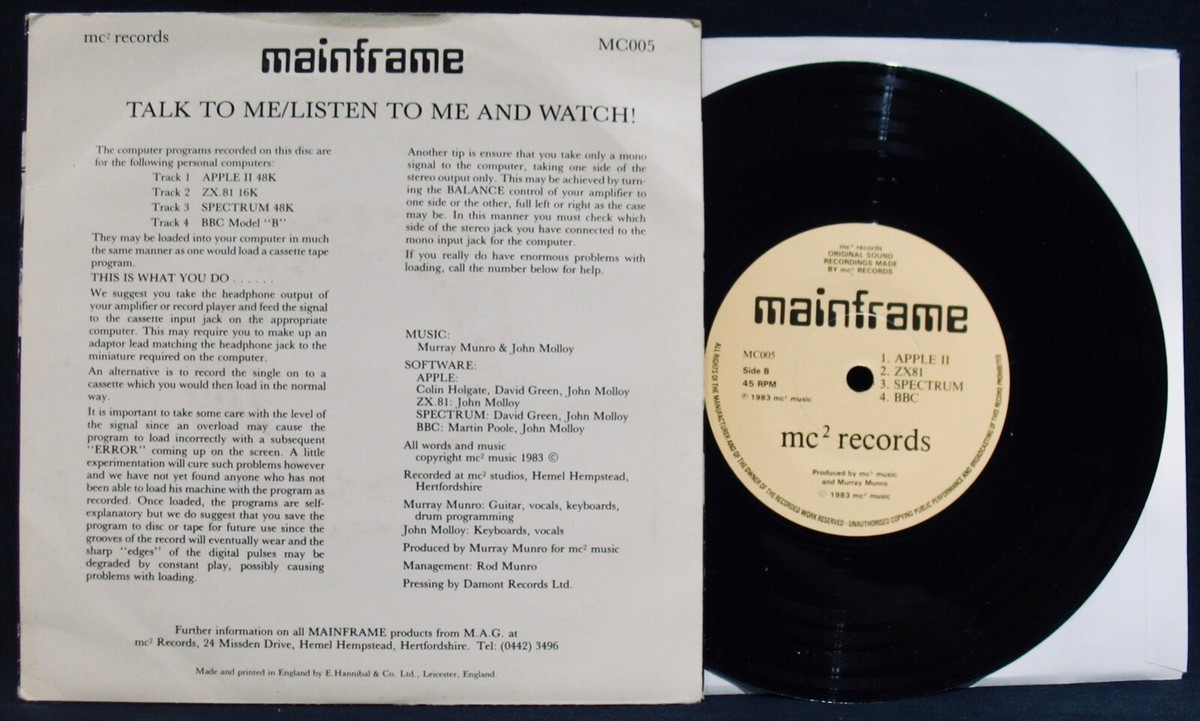 mc² records
MC005
mainframe
TALK TO ME/LISTEN TO ME AND WATCH!
The computer programs recorded on this disc are
for the following personal computers:
Track 1 APPLE II 48K
Track 2 ZX.81 16K
Track 3 SPECTRUM 48K
Track 4 BBC Model "B"
They may be loaded into your computer in much
the same manner as one would load a cassette tape
program.
THIS IS WHAT YOU DO . . . . . .
We suggest you take the headphone output of
your amplifier or record player and feed the signal
to the cassette input jack on the appropriate
computer. This may require you to make up an
adaptor lead matching the headphone jack to the
miniature required on the computer.
An alternative is to record the single on to a
cassette which you would then load in the normal
way.
It is important to take some care with the level of
the signal since an overload may cause the
program to load incorrectly with a subsequent
"ERROR" coming up on the screen. A little
experimentation will cure such problems however
and we have not yet found anyone who has not
been able to load his machine with the program as
recorded. Once loaded, the programs are self-
explanatory but we do suggest that you save the
program to disc or tape for future use since the
grooves of the record will eventually wear and the
sharp "edges" of the digital pulses may be
degraded by constant play, possibly causing
problems with loading.
Another tip is ensure that you take only a mono
signal to the computer, taking one side of the
stereo output only. This may be achieved by turn-
ing the BALANCE control of your amplifier to
one side or the other, full left or right as the case
may be. In this manner you must check which
side of the stereo jack you have connected to the
mono input jack for the computer.
If you really do have enormous problems with
loading, call the number below for help.
MUSIC:
Murray Munro & John Molloy
SOFTWARE:
APPLE:
Colin Holgate, David Green, John Molloy
ZX.81: John Molloy
SPECTRUM: David Green, John Molloy
BBC: Martin Poole, John Molloy
All words and music
copyright mc² music 1983 ©
Recorded at mc² studios, Hemel Hempstead,
Hertfordshire
Murray Munro: Guitar, vocals, keyboards,
drum programming
John Molloy: Keyboards, vocals
Produced by Murray Munro for mc² music
Management: Rod Munro
Pressing by Damont Records Ltd.
Further information on all MAINFRAME products from M.A.G. at
mc² Records, 24 Missden Drive, Hemel Hempstead, Hertfordshire. Tel: (0442) 3496
Made and printed in England by E. Hannibal & Co. Ltd., Leicester, England.
mc² records
ORIGINAL SOUND
RECORDINGS MADE
BY mc² RECORDS
mainframe
MC005
Side B
45 RPM
℗ 1983 mc² music
1. APPLE II
2. ZX81
3. SPECTRUM
4. BBC
mc² records
Produced by mc² music
and Murray Munro
© 1983 mc² music
ALL RIGHTS OF THE MANUFACTURER AND OF THE OWNER OF THE RECORDED WORK RESERVED · UNAUTHORISED COPYING PUBLIC PERFORMANCE AND BROADCASTING OF THIS RECORD PROHIBITED